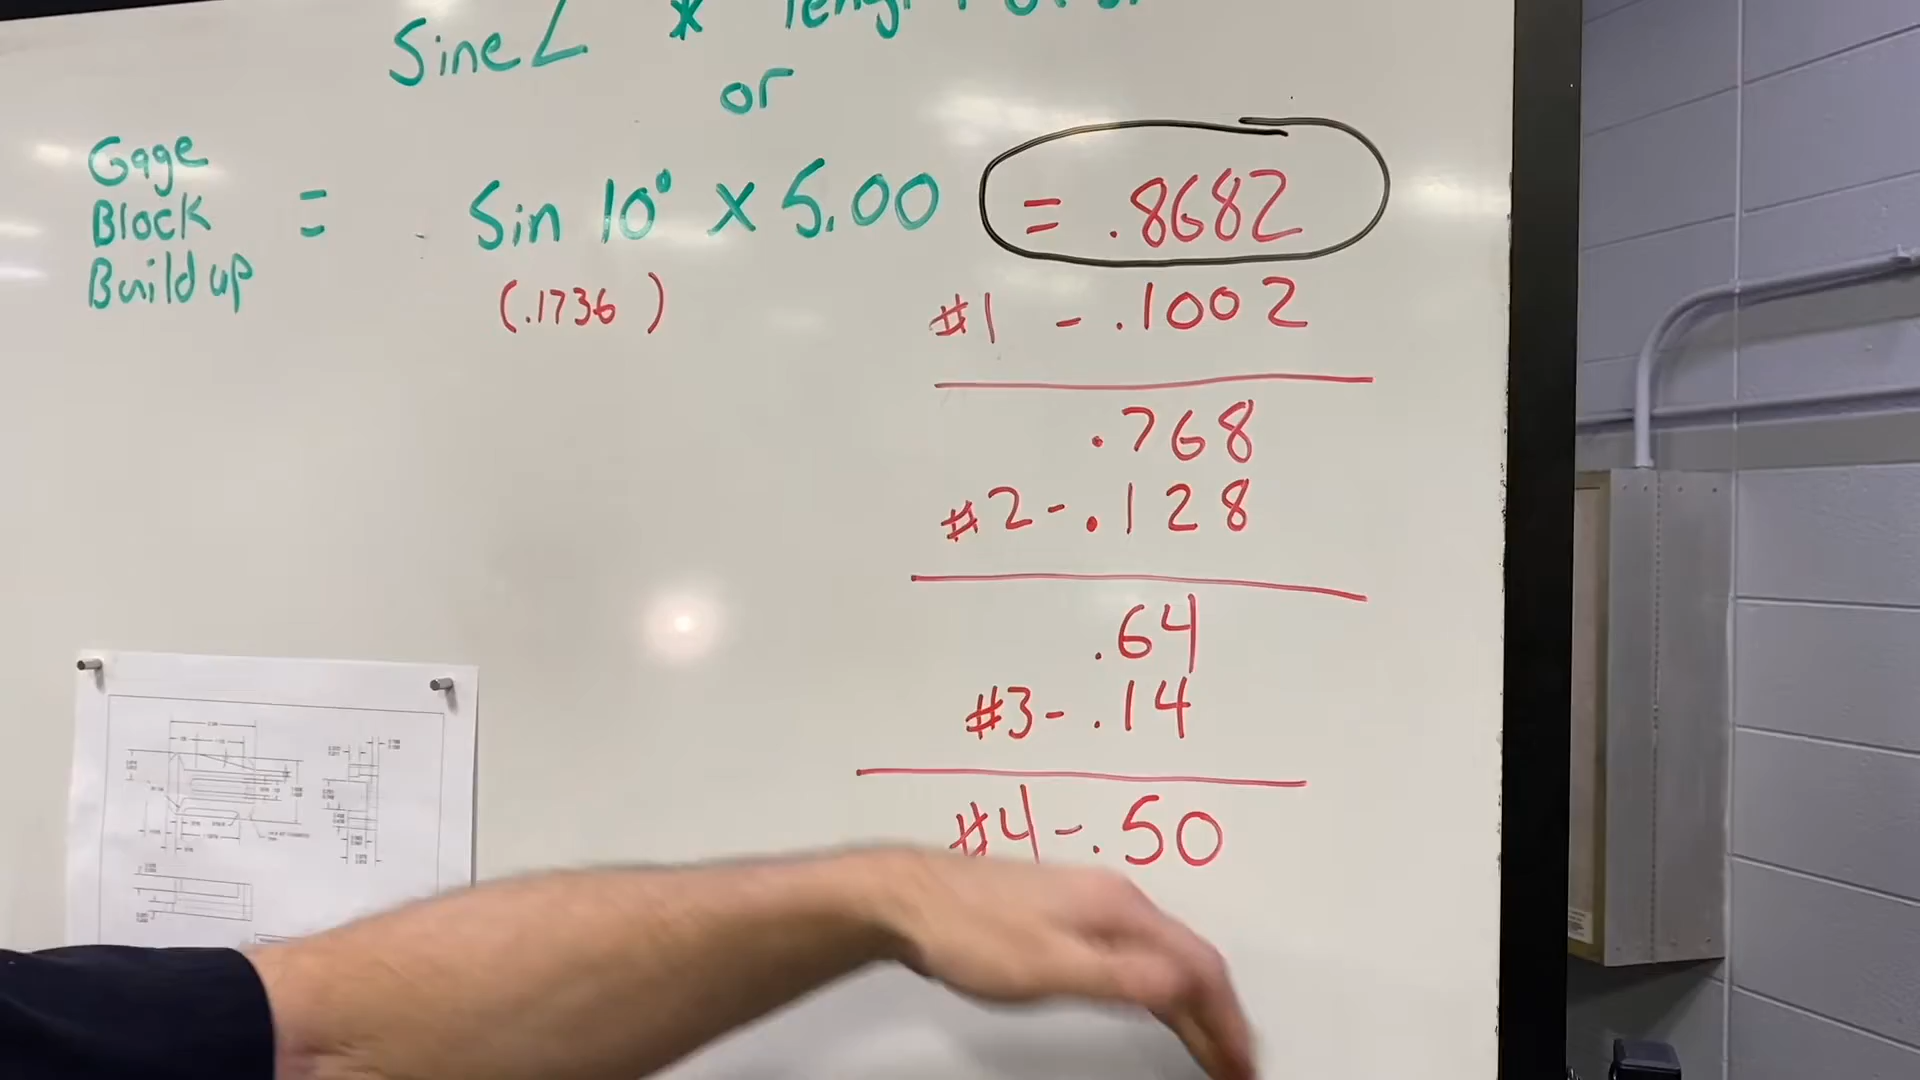 Sine ∠ *
or
Gage
Block
Build up
= Sin 10° × 5.00 = .8682
(.1736 )
#1 - .1002
.768
#2 - .128
.64
#3 - .14
#4 - .50